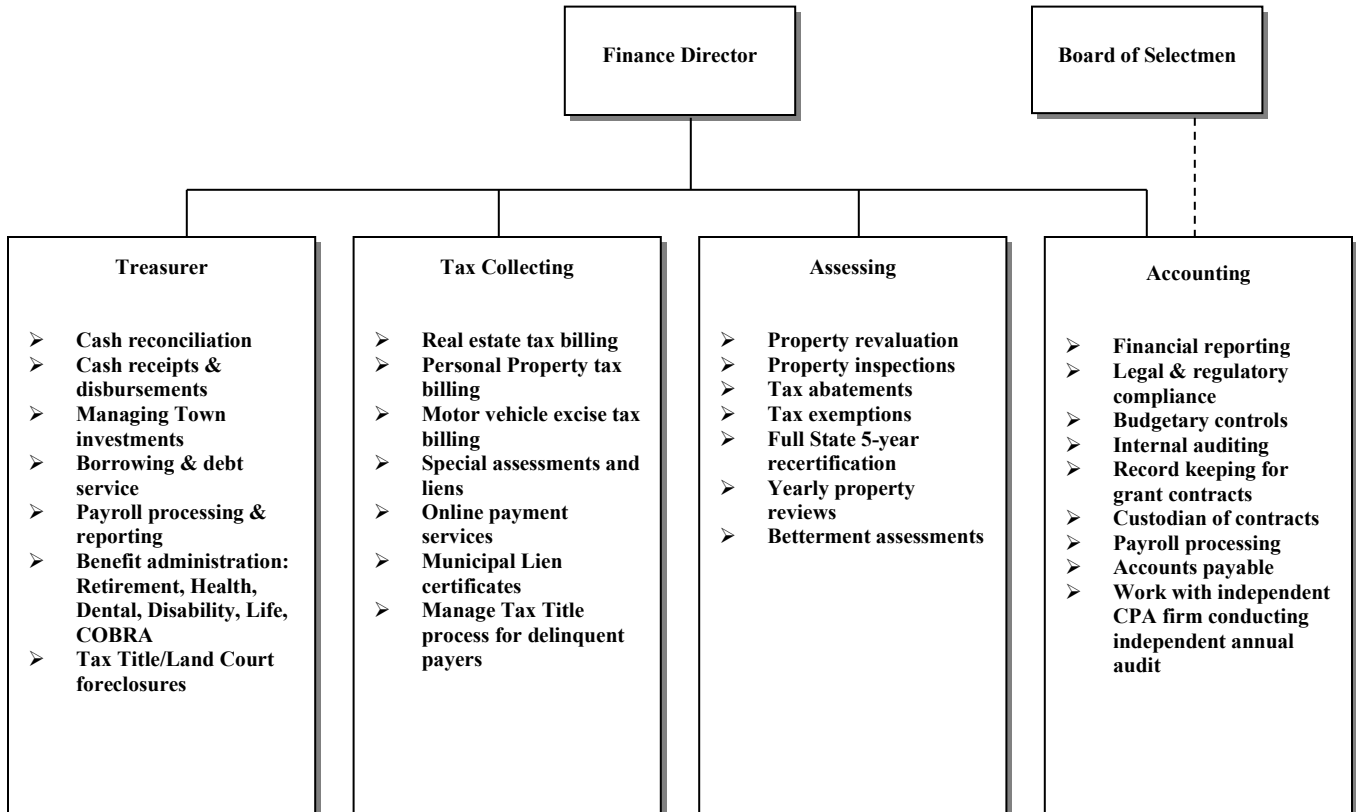 Finance Director
Board of Selectmen
Treasurer
➢ Cash reconciliation
➢ Cash receipts &
disbursements
➢ Managing Town
investments
➢ Borrowing & debt
service
➢ Payroll processing &
reporting
➢ Benefit administration:
Retirement, Health,
Dental, Disability, Life,
COBRA
➢ Tax Title/Land Court
foreclosures
Tax Collecting
➢ Real estate tax billing
➢ Personal Property tax
billing
➢ Motor vehicle excise tax
billing
➢ Special assessments and
liens
➢ Online payment
services
➢ Municipal Lien
certificates
➢ Manage Tax Title
process for delinquent
payers
Assessing
➢ Property revaluation
➢ Property inspections
➢ Tax abatements
➢ Tax exemptions
➢ Full State 5-year
recertification
➢ Yearly property
reviews
➢ Betterment assessments
Accounting
➢ Financial reporting
➢ Legal & regulatory
compliance
➢ Budgetary controls
➢ Internal auditing
➢ Record keeping for
grant contracts
➢ Custodian of contracts
➢ Payroll processing
➢ Accounts payable
➢ Work with independent
CPA firm conducting
independent annual
audit